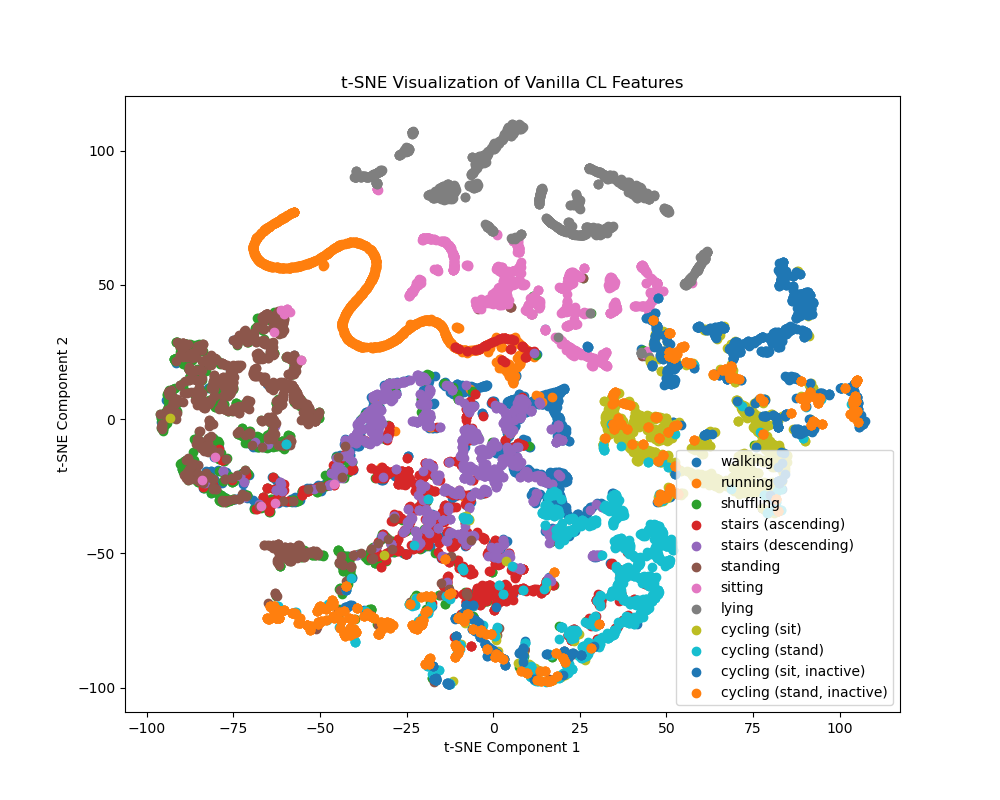 t-SNE Visualization of Vanilla CL Features
t-SNE Component 2
100
50
0
−50
−100
walking
running
shuffling
stairs (ascending)
stairs (descending)
standing
sitting
lying
cycling (sit)
cycling (stand)
cycling (sit, inactive)
cycling (stand, inactive)
−100 −75 −50 −25 0 25 50 75 100
t-SNE Component 1